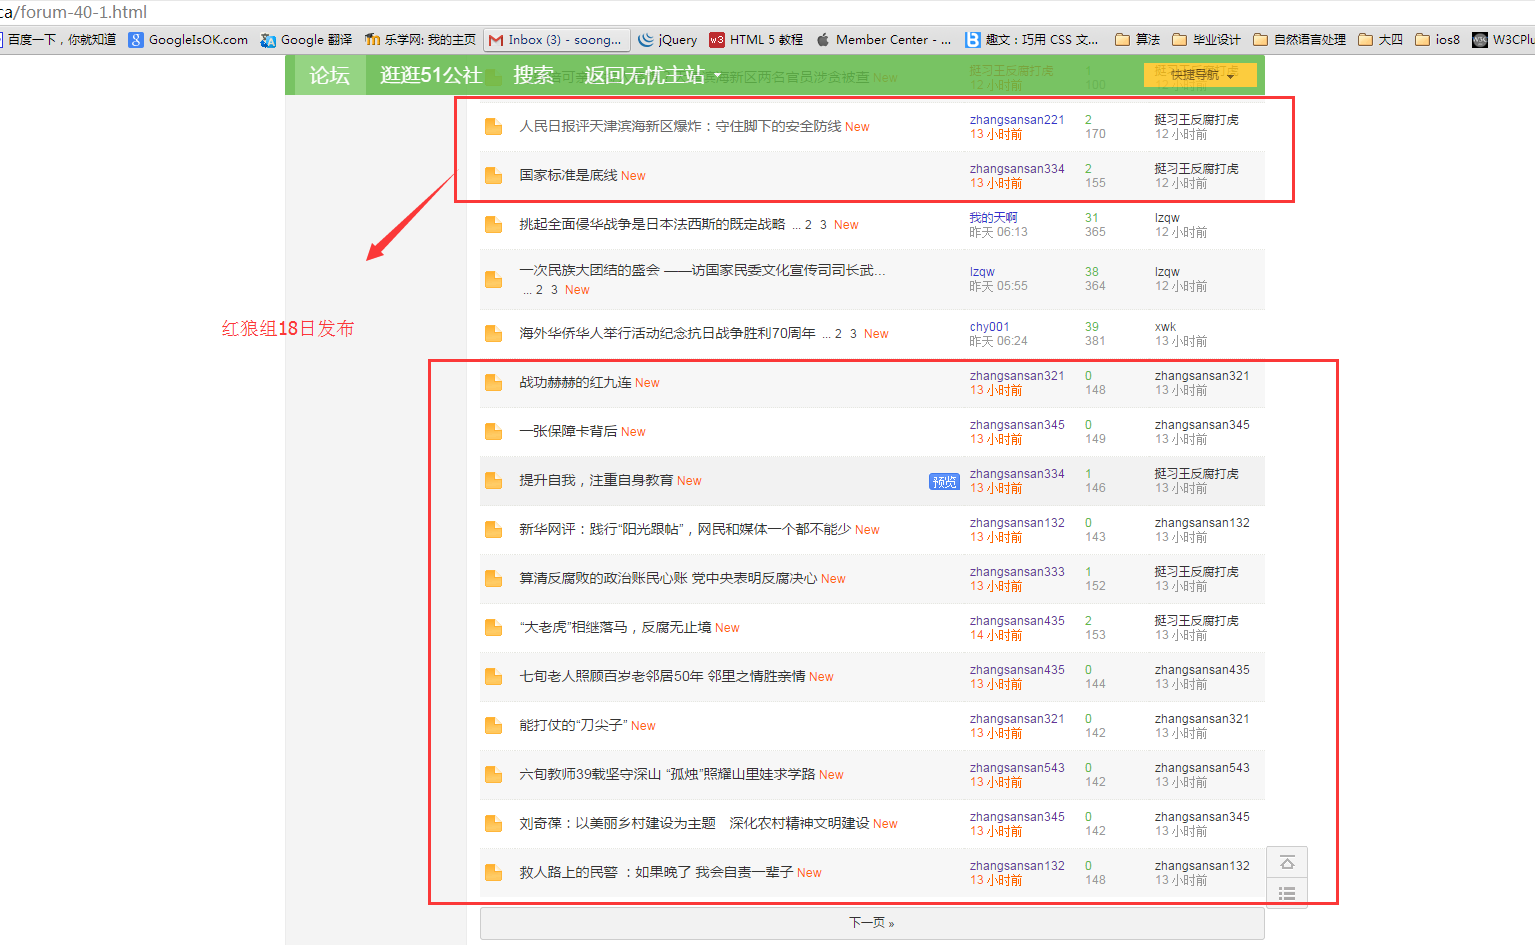 ca/forum-40-1.html
百度一下，你就知道 GoogleIsOK.com Google 翻译 乐学网: 我的主页 Inbox (3) - soong... jQuery HTML 5 教程 Member Center - ... 趣文：巧用 CSS 文... 算法 毕业设计 自然语言处理 大四 ios8 W3CPlu
论坛 逛逛51公社 搜索 返回无忧主站 快捷导航
滨海新区两名官员涉贪被查 New 挺习王反腐打虎 1
12 小时前 100 12 小时前
人民日报评天津滨海新区爆炸：守住脚下的安全防线 New zhangsansan221 2 挺习王反腐打虎
13 小时前 170 12 小时前
国家标准是底线 New zhangsansan334 2 挺习王反腐打虎
13 小时前 155 12 小时前
挑起全面侵华战争是日本法西斯的既定战略 ... 2 3 New 我的天啊 31 lzqw
昨天 06:13 365 12 小时前
一次民族大团结的盛会 ——访国家民委文化宣传司司长武... lzqw 38 lzqw
... 2 3 New 昨天 05:55 364 12 小时前
红狼组18日发布
海外华侨华人举行活动纪念抗日战争胜利70周年 ... 2 3 New chy001 39 xwk
昨天 06:24 381 13 小时前
战功赫赫的红九连 New zhangsansan321 0 zhangsansan321
13 小时前 148 13 小时前
一张保障卡背后 New zhangsansan345 0 zhangsansan345
13 小时前 149 13 小时前
提升自我，注重自身教育 New 预览 zhangsansan334 1 挺习王反腐打虎
13 小时前 146 13 小时前
新华网评：践行“阳光跟帖”，网民和媒体一个都不能少 New zhangsansan132 0 zhangsansan132
13 小时前 143 13 小时前
算清反腐败的政治账民心账 党中央表明反腐决心 New zhangsansan333 1 挺习王反腐打虎
13 小时前 152 13 小时前
“大老虎”相继落马，反腐无止境 New zhangsansan435 2 挺习王反腐打虎
14 小时前 153 13 小时前
七旬老人照顾百岁老邻居50年 邻里之情胜亲情 New zhangsansan435 0 zhangsansan435
13 小时前 144 13 小时前
能打仗的“刀尖子” New zhangsansan321 0 zhangsansan321
13 小时前 142 13 小时前
六旬教师39载坚守深山 “孤烛”照耀山里娃求学路 New zhangsansan543 0 zhangsansan543
13 小时前 142 13 小时前
刘奇葆：以美丽乡村建设为主题 深化农村精神文明建设 New zhangsansan345 0 zhangsansan345
13 小时前 142 13 小时前
救人路上的民警 ：如果晚了 我会自责一辈子 New zhangsansan132 0 zhangsansan132
13 小时前 148 13 小时前
下一页 »